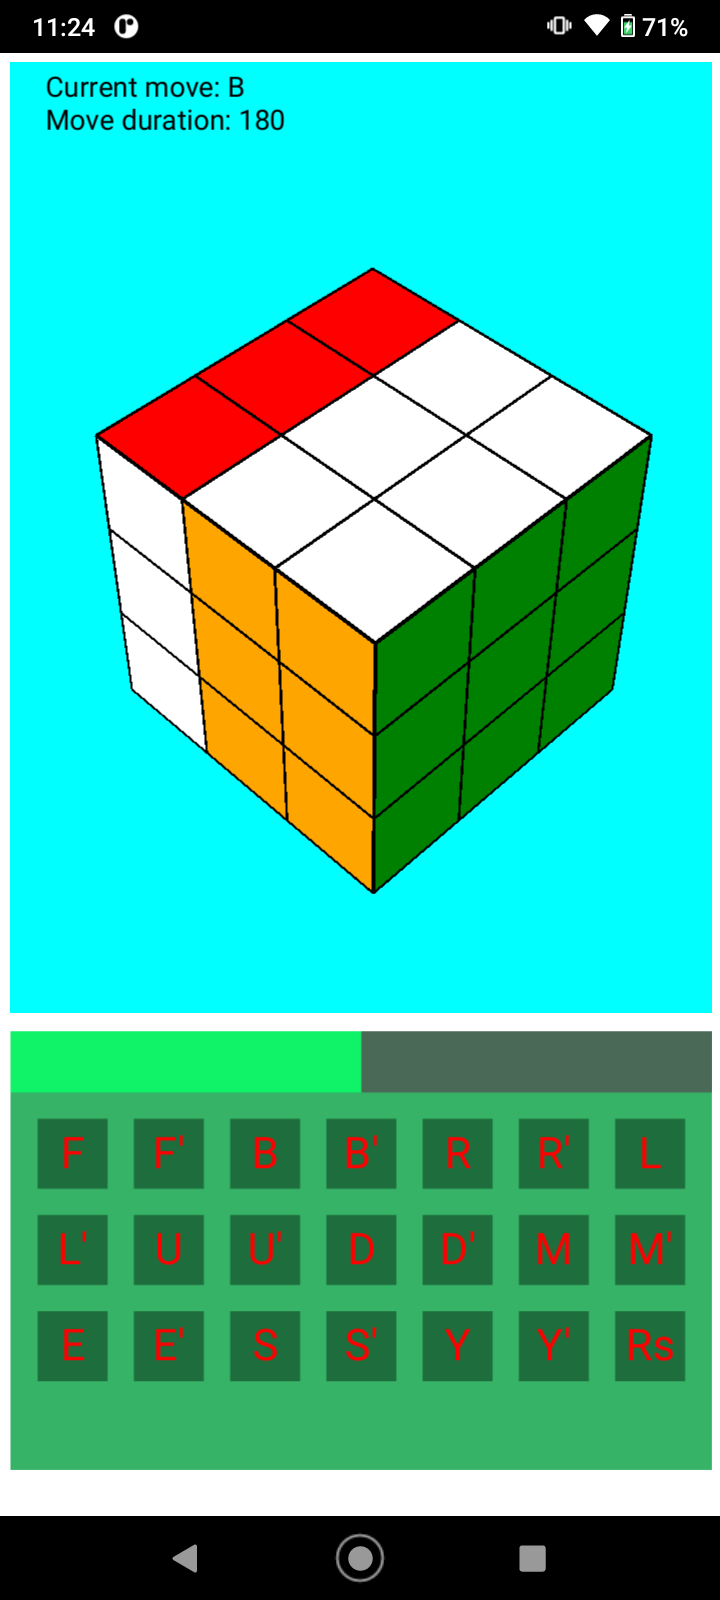 11:24
71%
Current move: B
Move duration: 180
F F' B B' R R' L
L' U U' D D' M M'
E E' S S' Y Y' Rs